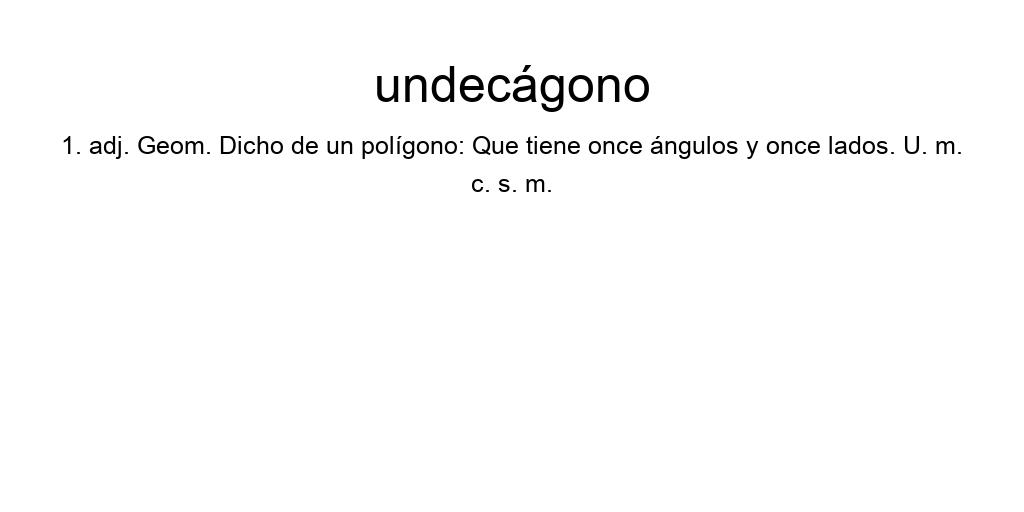 undecágono
1. adj. Geom. Dicho de un polígono: Que tiene once ángulos y once lados. U. m.
c. s. m.